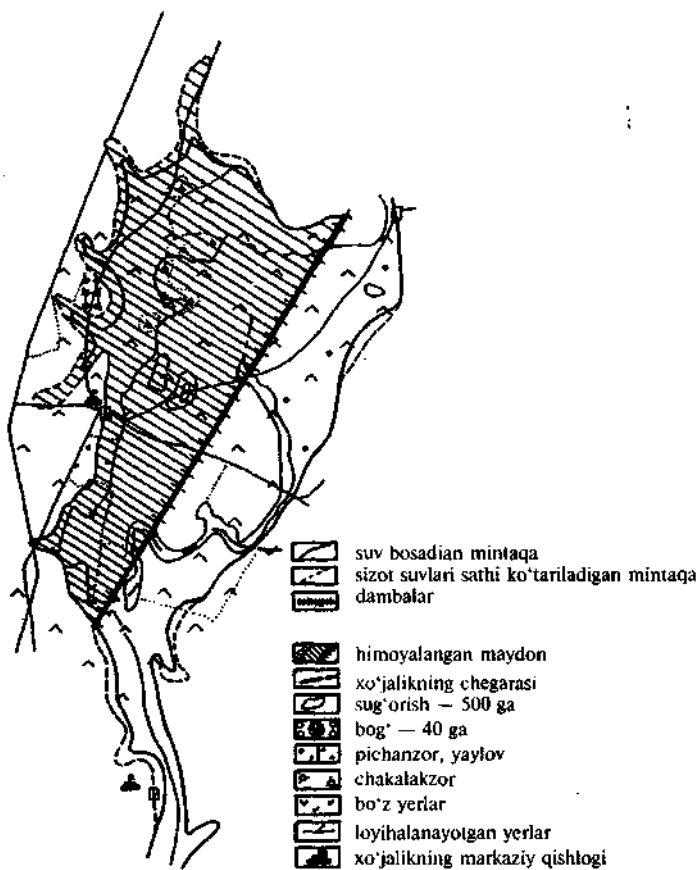 suv bosadian mintaqa
sizot suvlari sathi ko‘tariladigan mintaqa
dambalar
himoyalangan maydon
xo‘jalikning chegarasi
sug‘orish — 500 ga
bog‘ — 40 ga
pichanzor, yaylov
chakalakzor
bo‘z yerlar
loyihalanayotgan yerlar
xo‘jalikning markaziy qishlogi